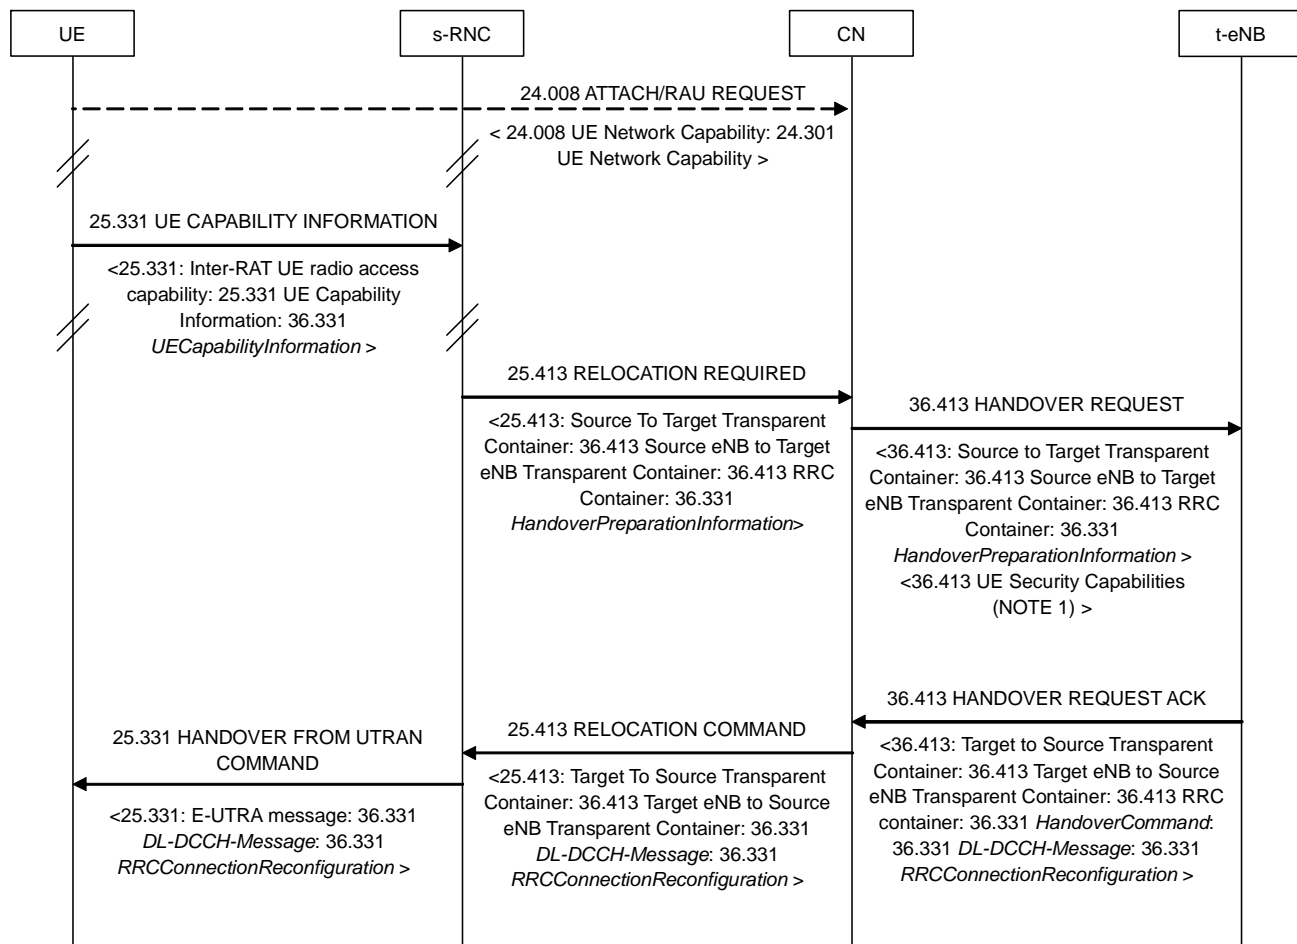 UE
s-RNC
CN
t-eNB
24.008 ATTACH/RAU REQUEST
< 24.008 UE Network Capability: 24.301
UE Network Capability >
25.331 UE CAPABILITY INFORMATION
<25.331: Inter-RAT UE radio access
capability: 25.331 UE Capability
Information: 36.331
UECapabilityInformation >
25.413 RELOCATION REQUIRED
<25.413: Source To Target Transparent
Container: 36.413 Source eNB to Target
eNB Transparent Container: 36.413 RRC
Container: 36.331
HandoverPreparationInformation>
36.413 HANDOVER REQUEST
<36.413: Source to Target Transparent
Container: 36.413 Source eNB to Target
eNB Transparent Container: 36.413 RRC
Container: 36.331
HandoverPreparationInformation >
<36.413 UE Security Capabilities
(NOTE 1) >
36.413 HANDOVER REQUEST ACK
<36.413: Target to Source Transparent
Container: 36.413 Target eNB to Source
eNB Transparent Container: 36.413 RRC
container: 36.331 HandoverCommand:
36.331 DL-DCCH-Message: 36.331
RRCConnectionReconfiguration >
25.413 RELOCATION COMMAND
<25.413: Target To Source Transparent
Container: 36.413 Target eNB to Source
eNB Transparent Container: 36.331
DL-DCCH-Message: 36.331
RRCConnectionReconfiguration >
25.331 HANDOVER FROM UTRAN
COMMAND
<25.331: E-UTRA message: 36.331
DL-DCCH-Message: 36.331
RRCConnectionReconfiguration >